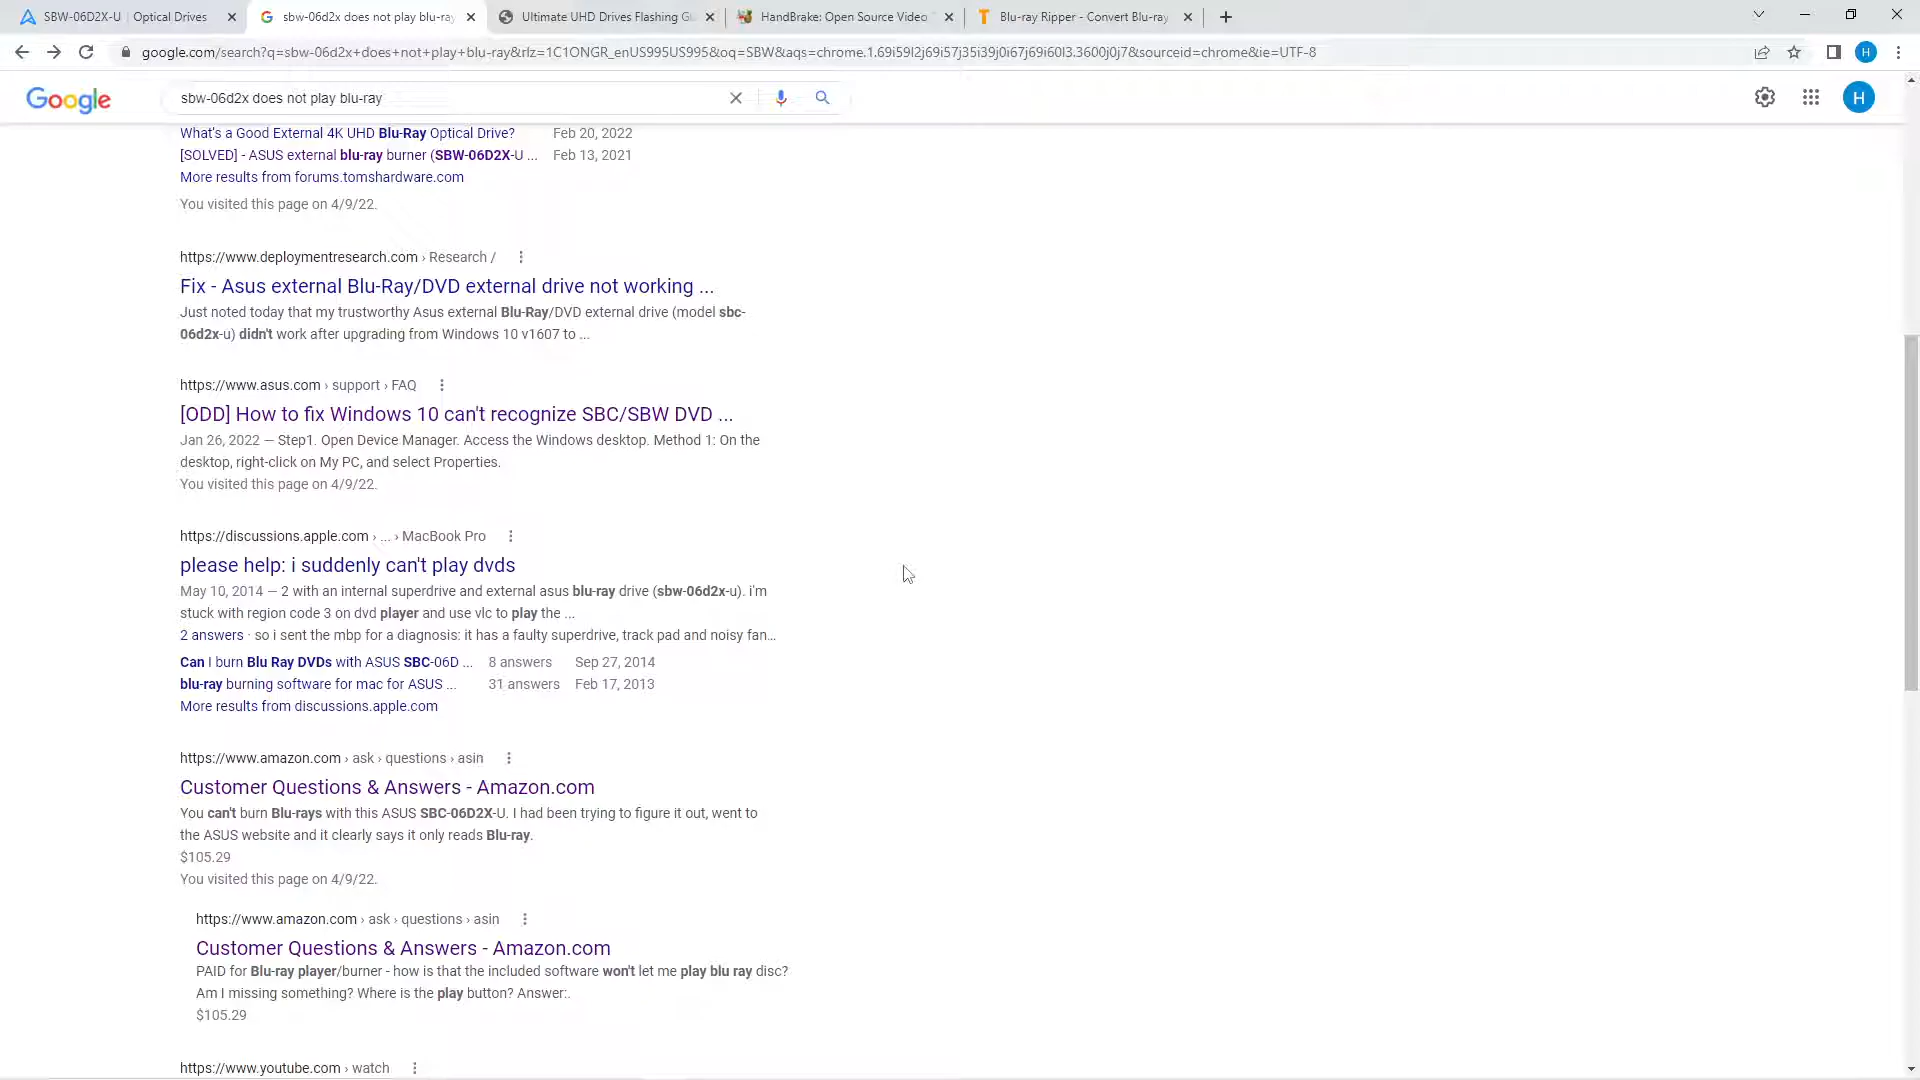 SBW-06D2X-U | Optical Drives
sbw-06d2x does not play blu-ray
Ultimate UHD Drives Flashing Gu
HandBrake: Open Source Video
Blu-ray Ripper - Convert Blu-ray
google.com/search?q=sbw-06d2x+does+not+play+blu-ray&rlz=1C1ONGR_enUS995US995&oq=SBW&aqs=chrome.1.69i59l2j69i57j35i39j0i67j69i60l3.3600j0j7&sourceid=chrome&ie=UTF-8
H
Google
sbw-06d2x does not play blu-ray
H
What's a Good External 4K UHD Blu-Ray Optical Drive? Feb 20, 2022
[SOLVED] - ASUS external blu-ray burner (SBW-06D2X-U ... Feb 13, 2021
More results from forums.tomshardware.com
You visited this page on 4/9/22.
https://www.deploymentresearch.com › Research /
Fix - Asus external Blu-Ray/DVD external drive not working ...
Just noted today that my trustworthy Asus external Blu-Ray/DVD external drive (model sbc-
06d2x-u) didn't work after upgrading from Windows 10 v1607 to ...
https://www.asus.com › support › FAQ
[ODD] How to fix Windows 10 can't recognize SBC/SBW DVD ...
Jan 26, 2022 — Step1. Open Device Manager. Access the Windows desktop. Method 1: On the
desktop, right-click on My PC, and select Properties.
You visited this page on 4/9/22.
https://discussions.apple.com › ... › MacBook Pro
please help: i suddenly can't play dvds
May 10, 2014 — 2 with an internal superdrive and external asus blu-ray drive (sbw-06d2x-u). i'm
stuck with region code 3 on dvd player and use vlc to play the ...
2 answers · so i sent the mbp for a diagnosis: it has a faulty superdrive, track pad and noisy fan...
Can I burn Blu Ray DVDs with ASUS SBC-06D ... 8 answers Sep 27, 2014
blu-ray burning software for mac for ASUS ... 31 answers Feb 17, 2013
More results from discussions.apple.com
https://www.amazon.com › ask › questions › asin
Customer Questions & Answers - Amazon.com
You can't burn Blu-rays with this ASUS SBC-06D2X-U. I had been trying to figure it out, went to
the ASUS website and it clearly says it only reads Blu-ray.
$105.29
You visited this page on 4/9/22.
https://www.amazon.com › ask › questions › asin
Customer Questions & Answers - Amazon.com
PAID for Blu-ray player/burner - how is that the included software won't let me play blu ray disc?
Am I missing something? Where is the play button? Answer:.
$105.29
https://www.youtube.com › watch